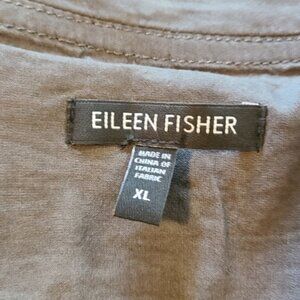 EILEEN FISHER
MADE IN
CHINA OF
ITALIAN
FABRIC
XL